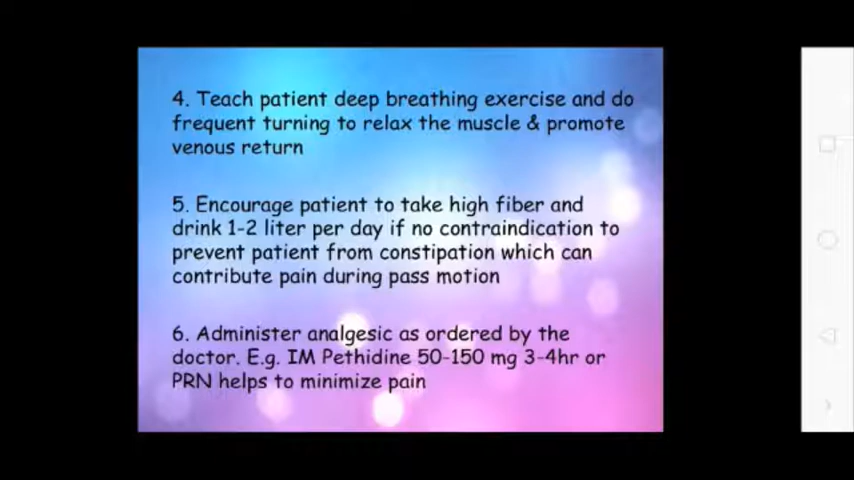 4. Teach patient deep breathing exercise and do
frequent turning to relax the muscle & promote
venous return
5. Encourage patient to take high fiber and
drink 1-2 liter per day if no contraindication to
prevent patient from constipation which can
contribute pain during pass motion
6. Administer analgesic as ordered by the
doctor. E.g. IM Pethidine 50-150 mg 3-4hr or
PRN helps to minimize pain